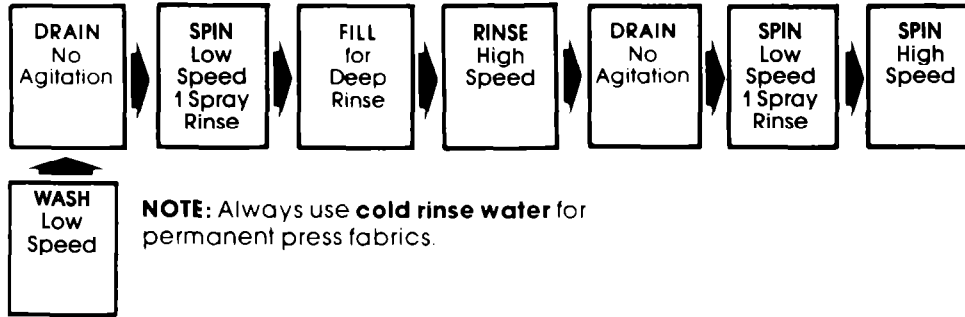 DRAIN
No
Agitation
SPIN
Low
Speed
1 Spray
Rinse
FILL
for
Deep
Rinse
RINSE
High
Speed
DRAIN
No
Agitation
SPIN
Low
Speed
1 Spray
Rinse
SPIN
High
Speed
WASH
Low
Speed
NOTE: Always use cold rinse water for
permanent press fabrics.